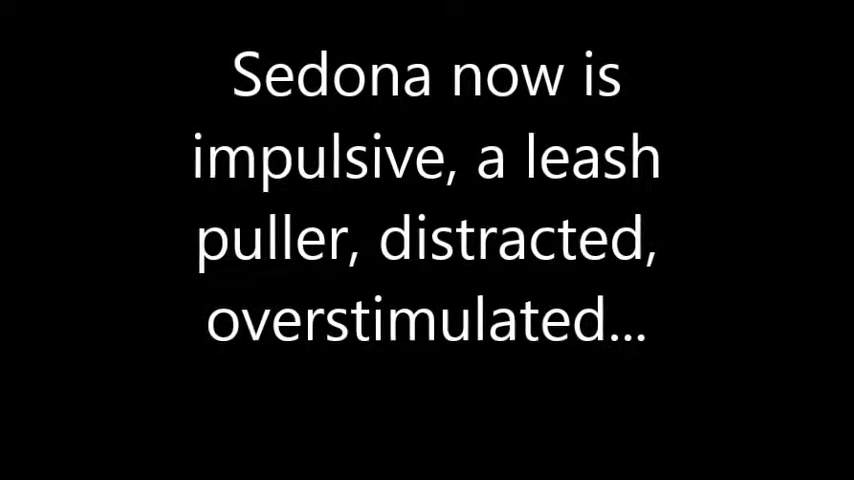 Sedona now is
impulsive, a leash
puller, distracted,
overstimulated...